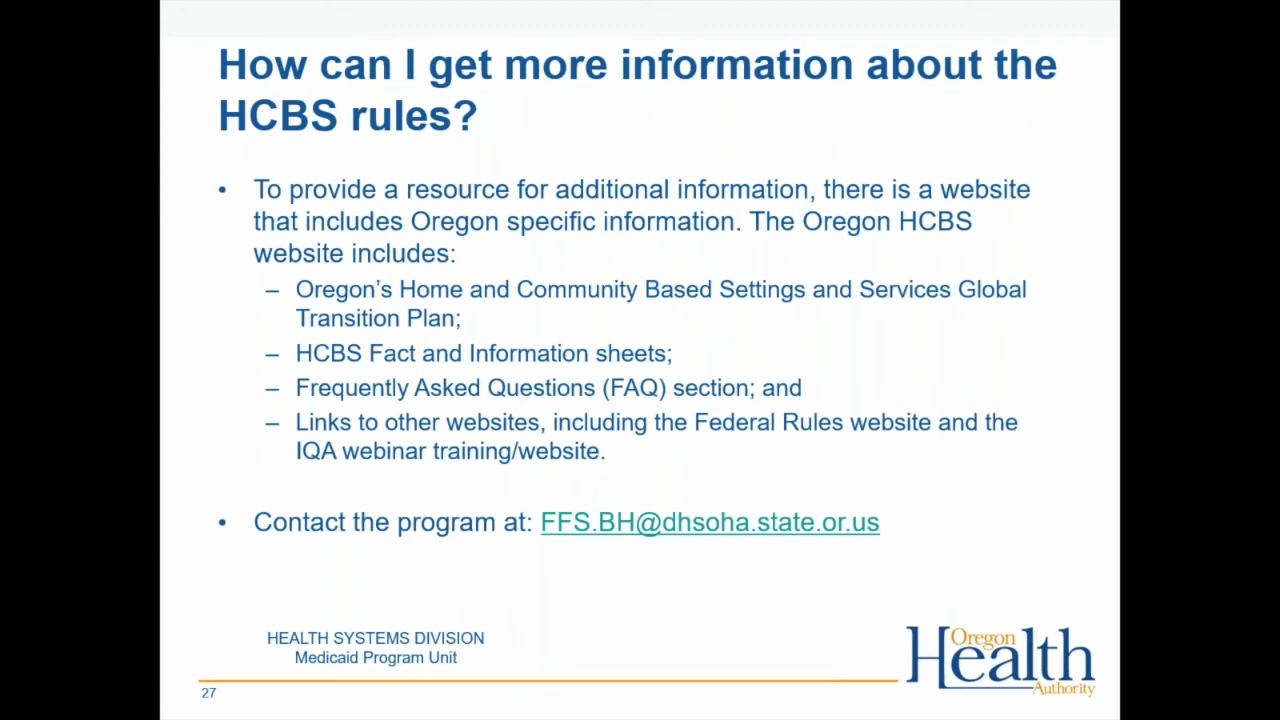 How can I get more information about the
HCBS rules?
• To provide a resource for additional information, there is a website
that includes Oregon specific information. The Oregon HCBS
website includes:
– Oregon’s Home and Community Based Settings and Services Global
Transition Plan;
– HCBS Fact and Information sheets;
– Frequently Asked Questions (FAQ) section; and
– Links to other websites, including the Federal Rules website and the
IQA webinar training/website.
• Contact the program at: FFS.BH@dhsoha.state.or.us
HEALTH SYSTEMS DIVISION
Medicaid Program Unit
27
Oregon
Health
Authority